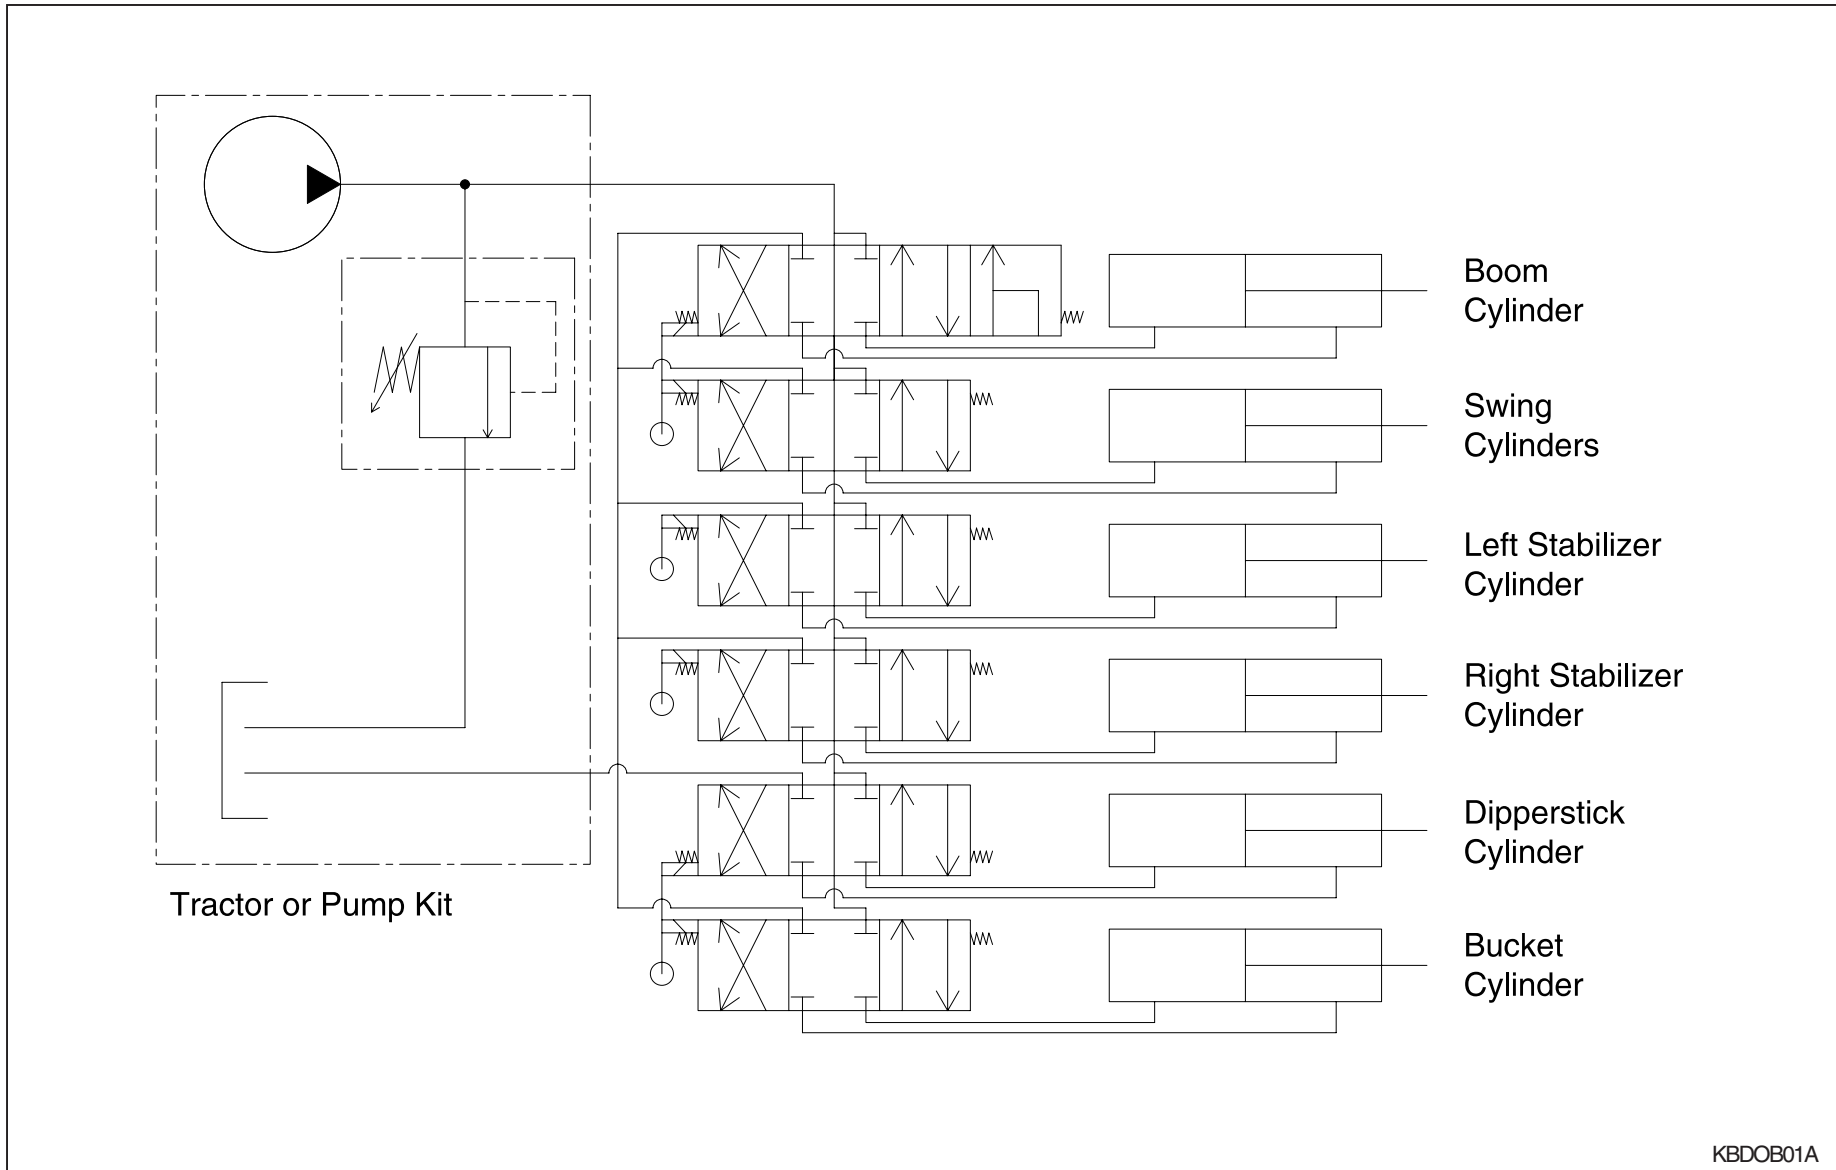 Boom
Cylinder
Swing
Cylinders
Left Stabilizer
Cylinder
Right Stabilizer
Cylinder
Dipperstick
Cylinder
Tractor or Pump Kit
Bucket
Cylinder
KBDOB01A